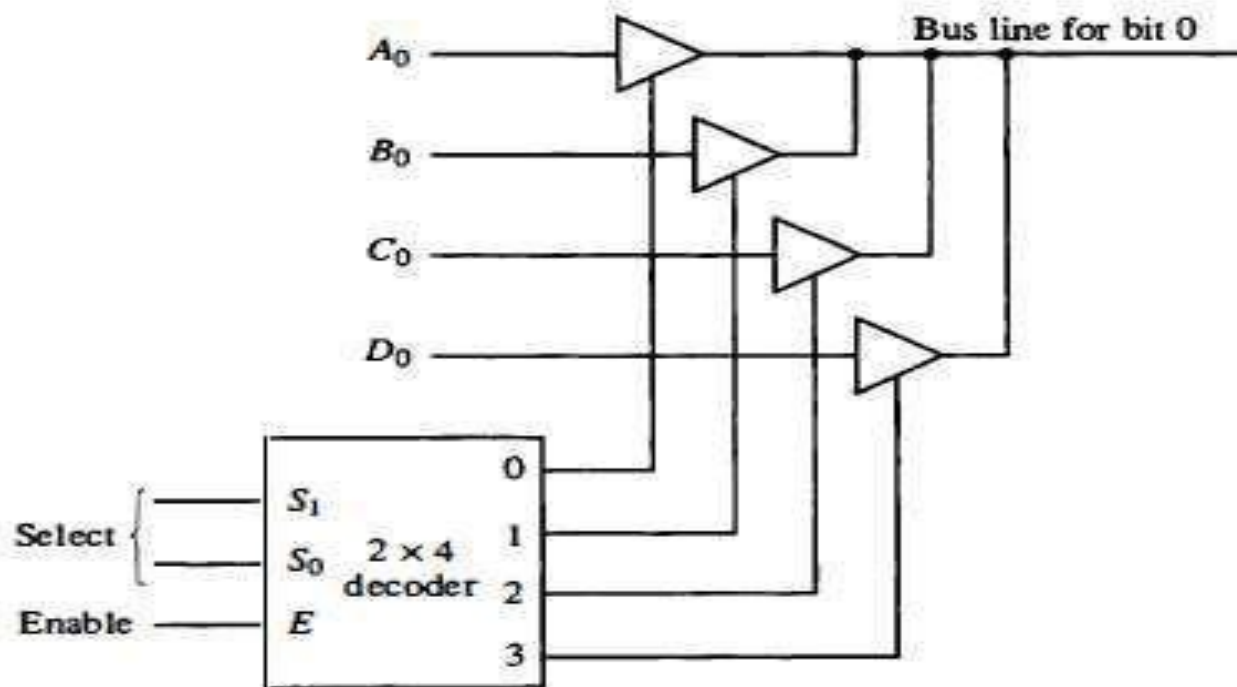 Bus line for bit 0
A0
B0
C0
D0
0
S1
Select
1
2 × 4
S0
decoder
2
Enable
E
3